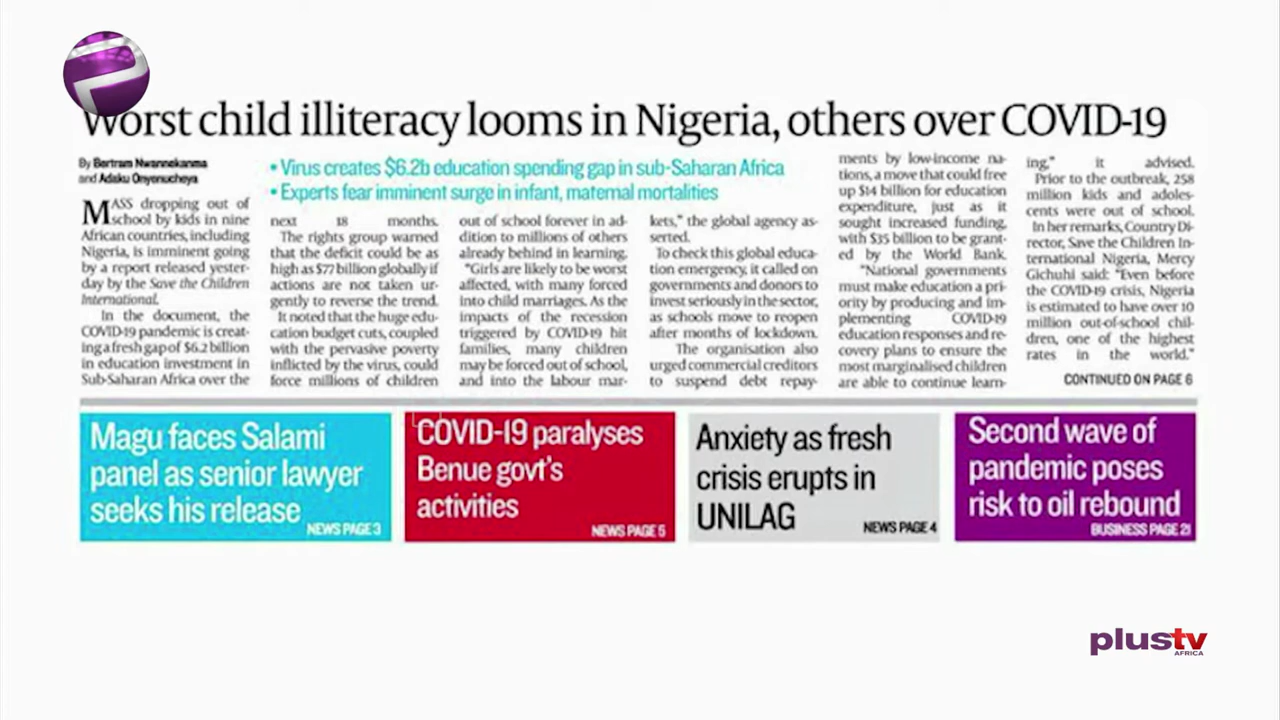 Worst child illiteracy looms in Nigeria, others over COVID-19
By Bertram Nwannekanma
and Adaku Onyenucheya
• Virus creates $6.2b education spending gap in sub-Saharan Africa
• Experts fear imminent surge in infant, maternal mortalities
MASS dropping out of
school by kids in nine
African countries, including
Nigeria, is imminent going
by a report released yester-
day by the Save the Children
International.
In the document, the
COVID-19 pandemic is creat-
ing a fresh gap of $6.2 billion
in education investment in
Sub-Saharan Africa over the
next 18 months.
The rights group warned
that the deficit could be as
high as $77 billion globally if
actions are not taken ur-
gently to reverse the trend.
It noted that the huge edu-
cation budget cuts, coupled
with the pervasive poverty
inflicted by the virus, could
force millions of children
out of school forever in ad-
dition to millions of others
already behind in learning.
"Girls are likely to be worst
affected, with many forced
into child marriages. As the
impacts of the recession
triggered by COVID-19 hit
families, many children
may be forced out of school,
and into the labour mar-
kets," the global agency as-
serted.
To check this global educa-
tion emergency, it called on
governments and donors to
invest seriously in the sector,
as schools move to reopen
after months of lockdown.
The organisation also
urged commercial creditors
to suspend debt repay-
ments by low-income na-
tions, a move that could free
up $14 billion for education
expenditure, just as it
sought increased funding,
with $35 billion to be grant-
ed by the World Bank.
"National governments
must make education a pri-
ority by producing and im-
plementing COVID-19
education responses and re-
covery plans to ensure the
most marginalised children
are able to continue learn-
ing," it advised.
Prior to the outbreak, 258
million kids and adoles-
cents were out of school.
In her remarks, Country Di-
rector, Save the Children In-
ternational Nigeria, Mercy
Gichuhi said: "Even before
the COVID-19 crisis, Nigeria
is estimated to have over 10
million out-of-school chil-
dren, one of the highest
rates in the world."
CONTINUED ON PAGE 6
Magu faces Salami
panel as senior lawyer
seeks his release
NEWS PAGE 3
COVID-19 paralyses
Benue govt's
activities
NEWS PAGE 5
Anxiety as fresh
crisis erupts in
UNILAG
NEWS PAGE 4
Second wave of
pandemic poses
risk to oil rebound
BUSINESS PAGE 21
plustv
AFRICA